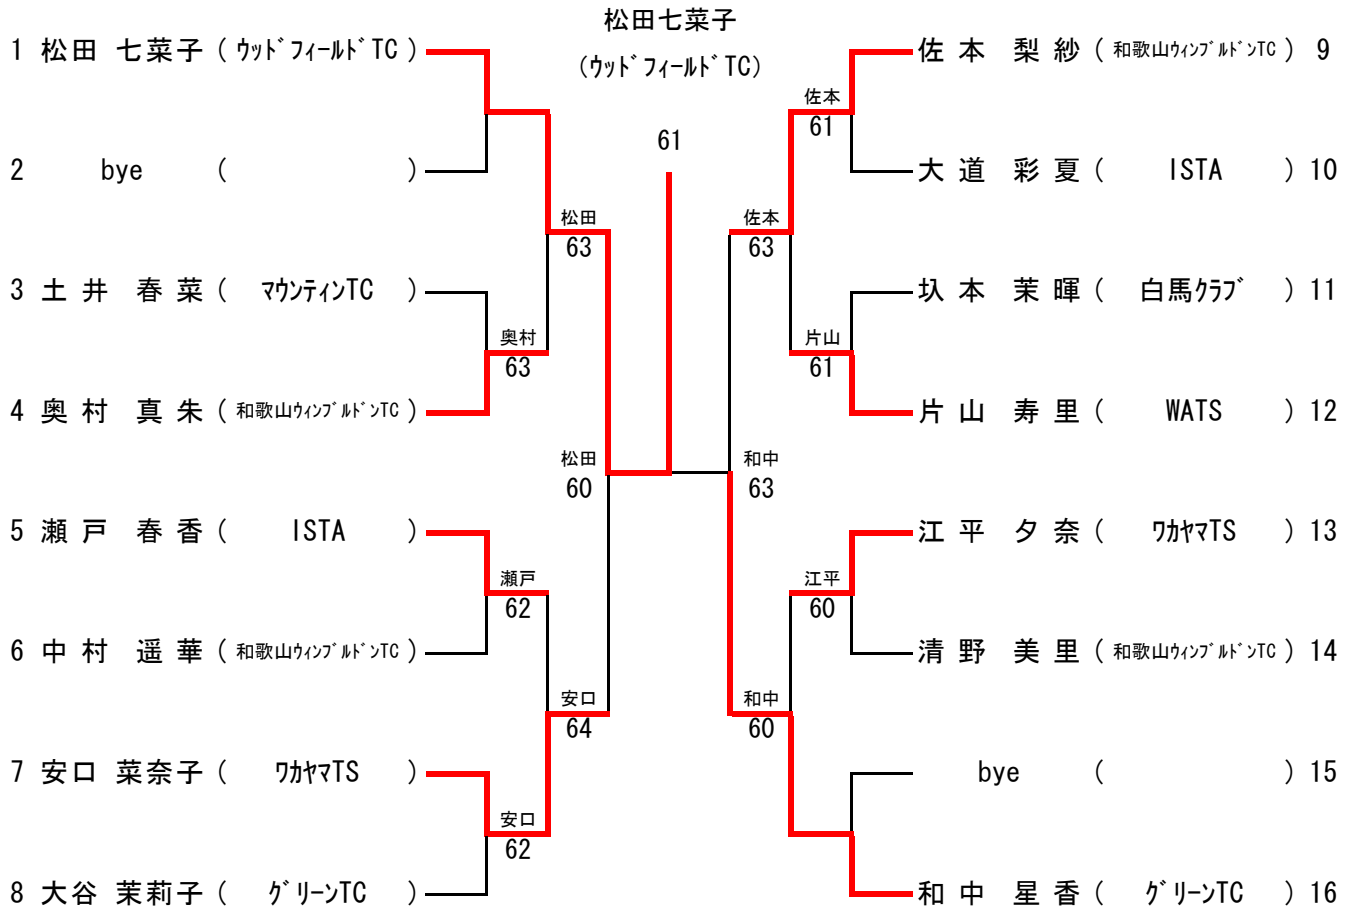 松田七菜子
(ｳｯﾄﾞﾌｨｰﾙﾄﾞTC)
61
1 松田 七菜子 ( ｳｯﾄﾞﾌｨｰﾙﾄﾞTC )
2 bye ( )
松田
63
3 土井 春菜 ( ﾏｳﾝﾃｨﾝTC )
奥村
63
4 奥村 真朱 ( 和歌山ｳｨﾝﾌﾞﾙﾄﾞﾝTC )
松田
60
5 瀬戸 春香 ( ISTA )
瀬戸
62
6 中村 遥華 ( 和歌山ｳｨﾝﾌﾞﾙﾄﾞﾝTC )
安口
64
7 安口 菜奈子 ( ﾜｶﾔﾏTS )
安口
62
8 大谷 茉莉子 ( ｸﾞﾘｰﾝTC )
佐本 梨紗 ( 和歌山ｳｨﾝﾌﾞﾙﾄﾞﾝTC ) 9
佐本
61
大道 彩夏 ( ISTA ) 10
佐本
63
圦本 茉暉 ( 白馬ｸﾗﾌﾞ ) 11
片山
61
片山 寿里 ( WATS ) 12
和中
63
江平 夕奈 ( ﾜｶﾔﾏTS ) 13
江平
60
清野 美里 ( 和歌山ｳｨﾝﾌﾞﾙﾄﾞﾝTC ) 14
和中
60
bye ( ) 15
和中 星香 ( ｸﾞﾘｰﾝTC ) 16